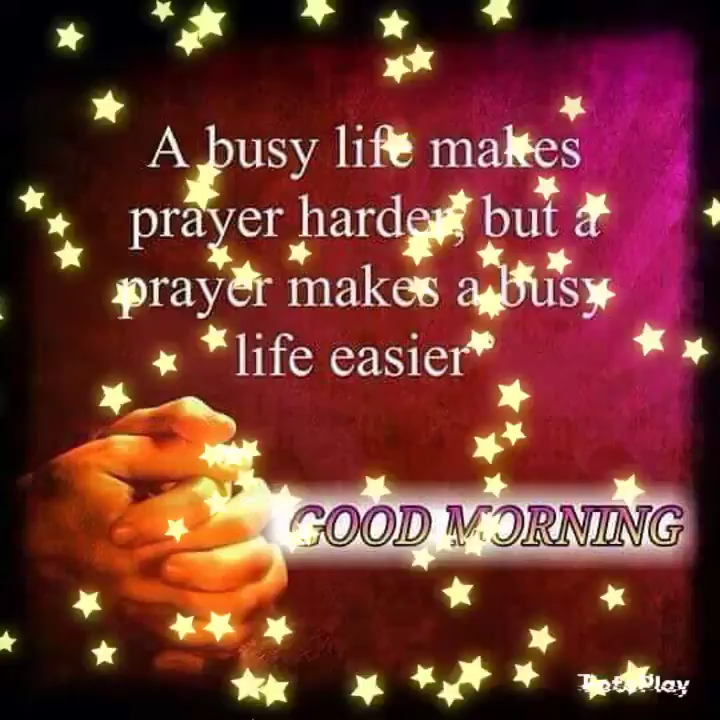 A busy life makes
prayer harder, but a
prayer makes a busy
life easier"
GOOD MORNING